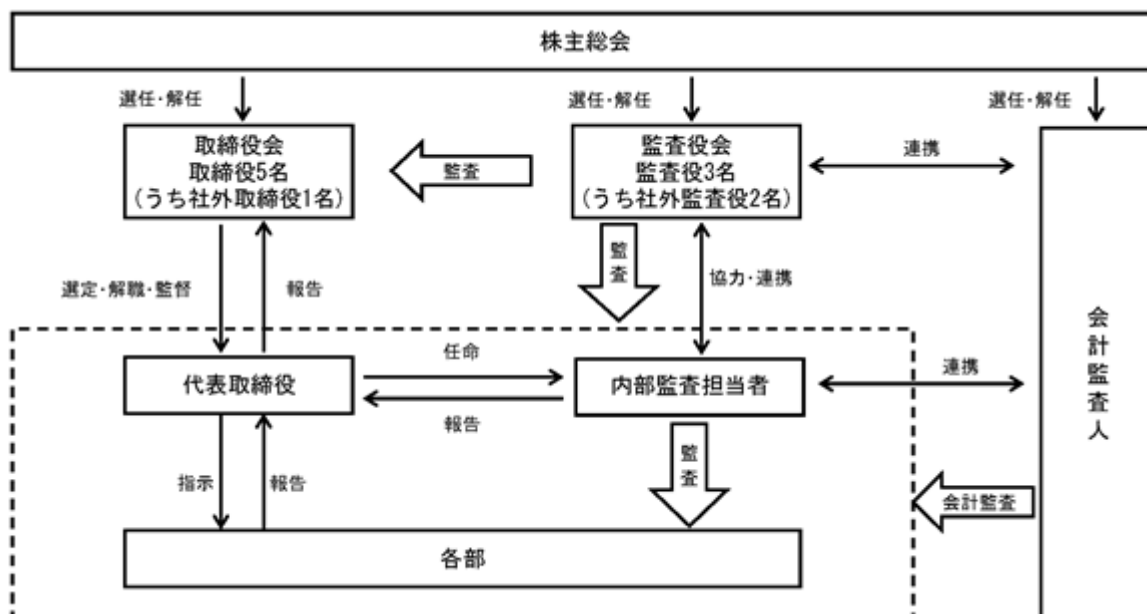 株主総会
選任・解任
選任・解任
選任・解任
取締役会
取締役5名
(うち社外取締役1名)
監査
監査役会
監査役3名
(うち社外監査役2名)
連携
選定・解職・監督
報告
監査
協力・連携
代表取締役
任命
報告
内部監査担当者
連携
会計監査人
指示
報告
監査
会計監査
各部